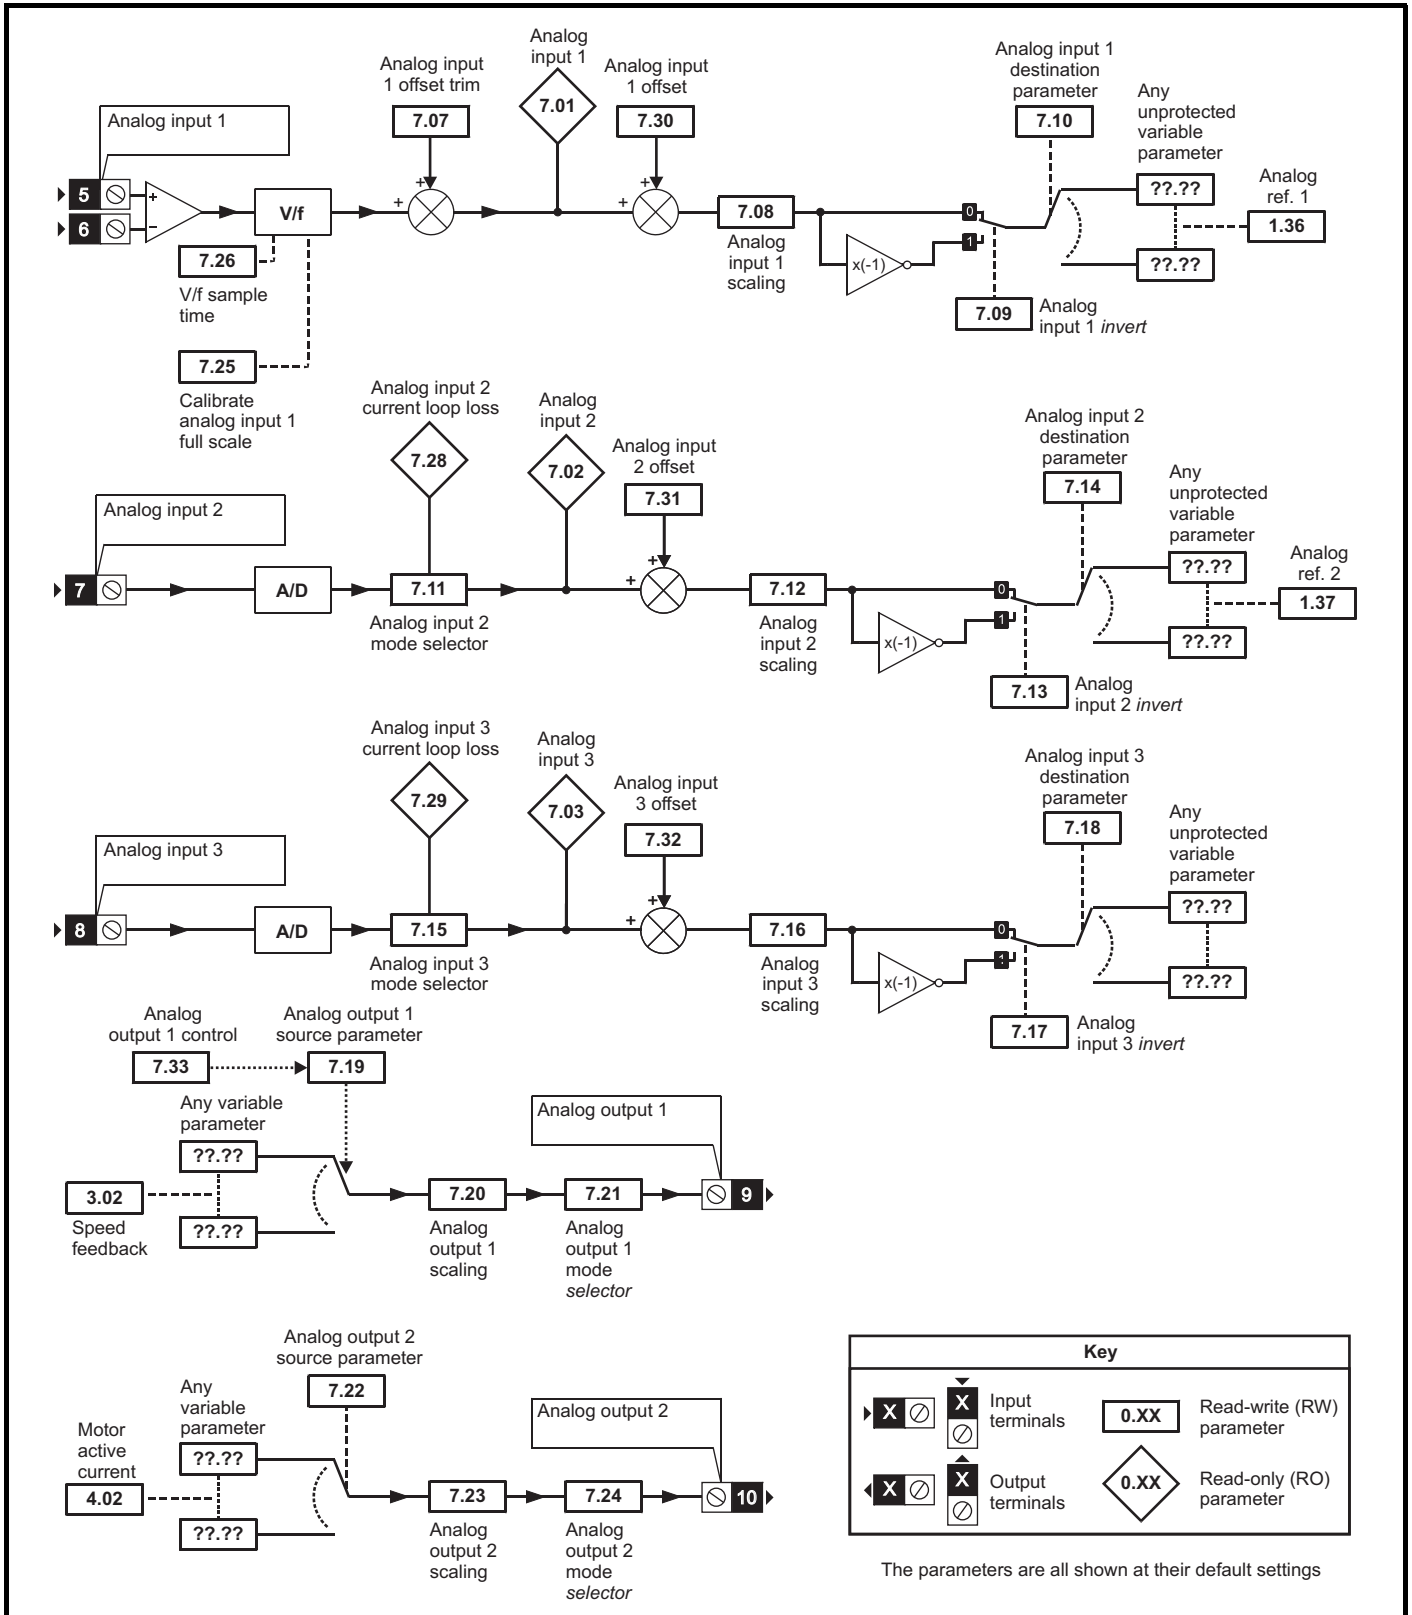 Analog input 1
5
6
+
−
V/f
7.26
V/f sample
time
7.25
Calibrate
analog input 1
full scale
Analog input
1 offset trim
7.07
+
+
Analog
input 1
7.01
Analog input
1 offset
7.30
+
+
7.08
Analog
input 1
scaling
x(-1)
0
1
7.09
Analog
input 1 invert
Analog input 1
destination
parameter
7.10
Any
unprotected
variable
parameter
??.??
??.??
Analog
ref. 1
1.36
Analog input 2
7
A/D
Analog input 2
current loop loss
7.28
7.11
Analog input 2
mode selector
Analog
input 2
7.02
Analog input
2 offset
7.31
+
+
7.12
Analog
input 2
scaling
x(-1)
0
1
7.13
Analog
input 2 invert
Analog input 2
destination
parameter
7.14
Any
unprotected
variable
parameter
??.??
??.??
Analog
ref. 2
1.37
Analog input 3
8
A/D
Analog input 3
current loop loss
7.29
7.15
Analog input 3
mode selector
Analog
input 3
7.03
Analog input
3 offset
7.32
+
+
7.16
Analog
input 3
scaling
x(-1)
0
1
7.17
Analog
input 3 invert
Analog input 3
destination
parameter
7.18
Any
unprotected
variable
parameter
??.??
??.??
Analog
output 1 control
7.33
Analog output 1
source parameter
7.19
Any variable
parameter
??.??
??.??
3.02
Speed
feedback
7.20
Analog
output 1
scaling
7.21
Analog
output 1
mode
selector
Analog output 1
9
Analog output 2
source parameter
7.22
Any
variable
parameter
??.??
??.??
Motor
active
current
4.02
7.23
Analog
output 2
scaling
7.24
Analog
output 2
mode
selector
Analog output 2
10
Key
X
X
Input
terminals
0.XX
Read-write (RW)
parameter
X
X
Output
terminals
0.XX
Read-only (RO)
parameter
The parameters are all shown at their default settings